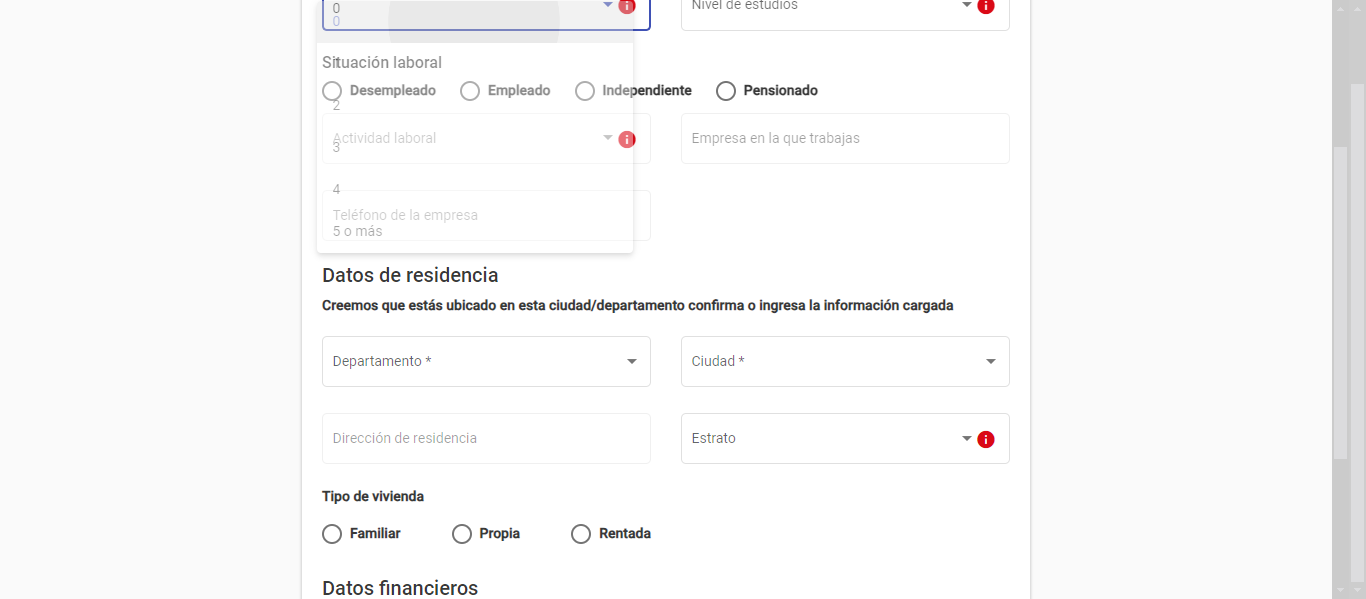 0
0
Nivel de estudios
Situación laboral
Desempleado Empleado Independiente Pensionado
2
Actividad laboral
Empresa en la que trabajas
3
4
Teléfono de la empresa
5 o más
Datos de residencia
Creemos que estás ubicado en esta ciudad/departamento confirma o ingresa la información cargada
Departamento *
Ciudad *
Dirección de residencia
Estrato
Tipo de vivienda
Familiar Propia Rentada
Datos financieros